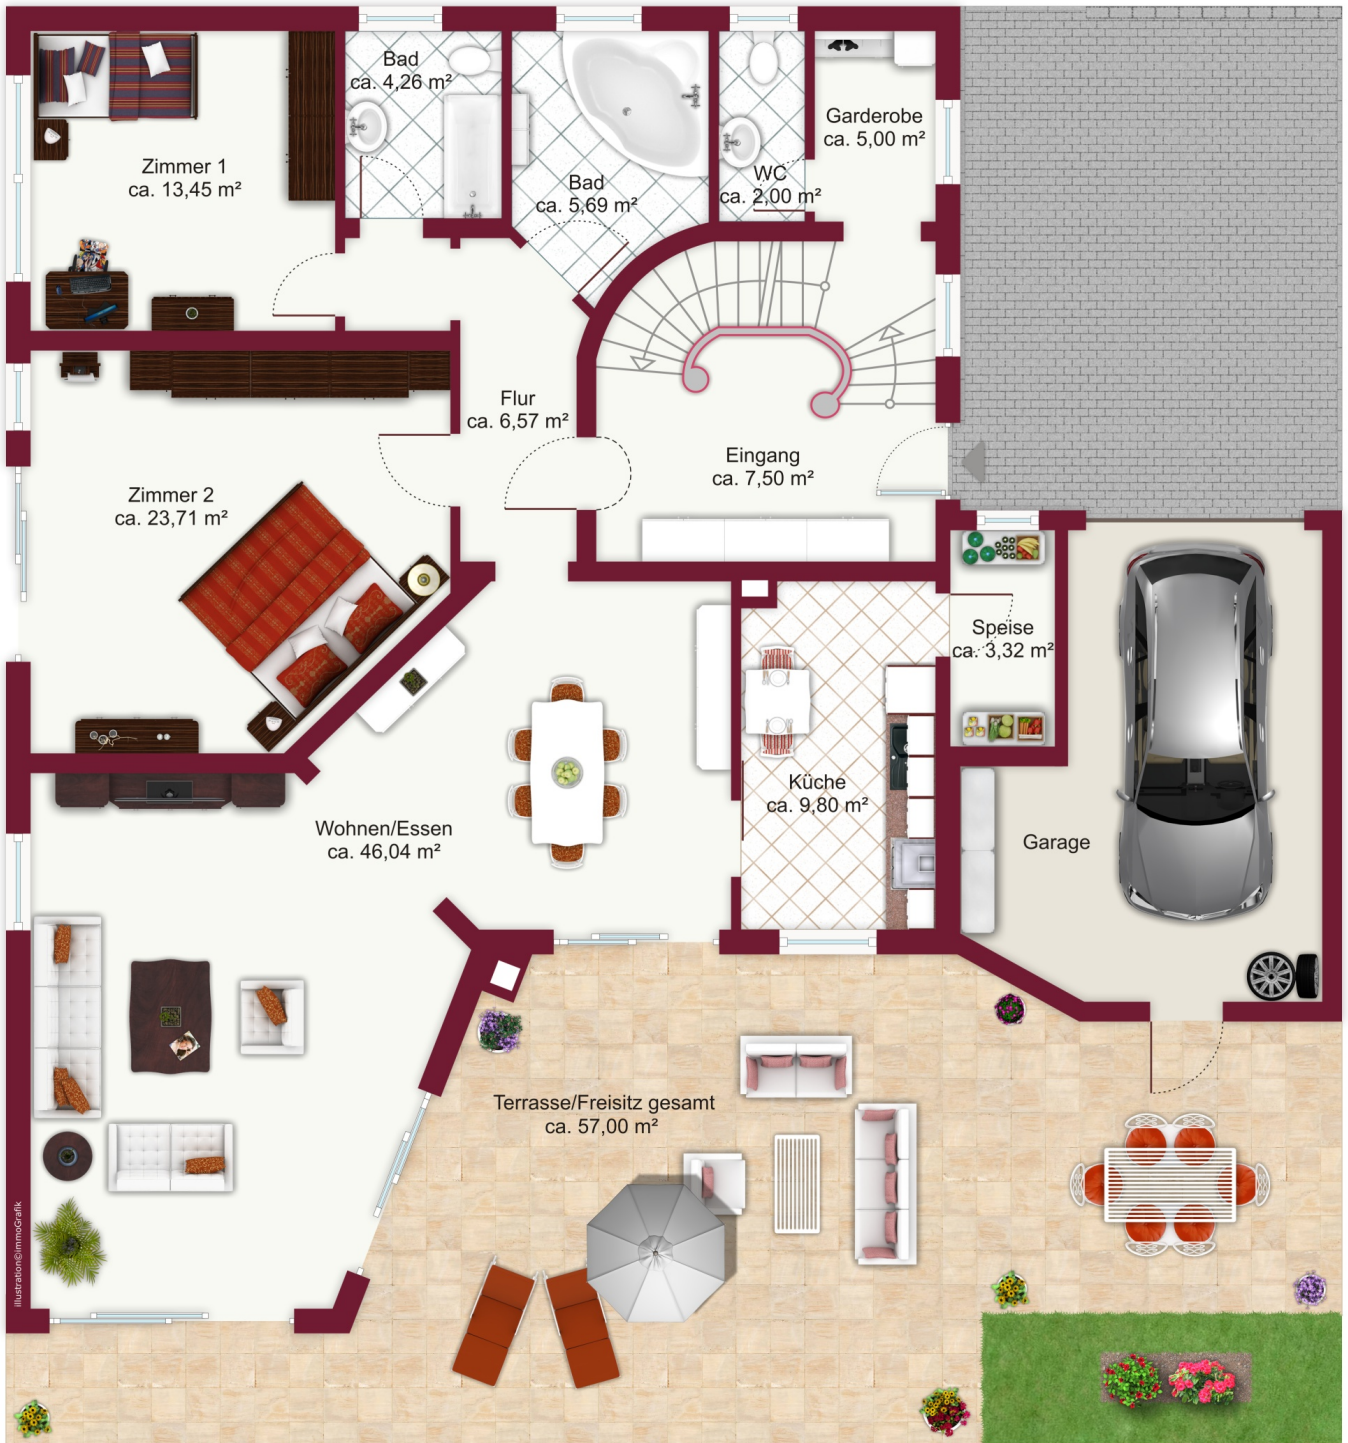 Bad
ca. 4,26 m²
Garderobe
ca. 5,00 m²
Zimmer 1
ca. 13,45 m²
Bad
ca. 5,69 m²
WC
ca. 2,00 m²
Flur
ca. 6,57 m²
Eingang
ca. 7,50 m²
Zimmer 2
ca. 23,71 m²
Speise
ca. 3,32 m²
Küche
ca. 9,80 m²
Wohnen/Essen
ca. 46,04 m²
Garage
Terrasse/Freisitz gesamt
ca. 57,00 m²
illustration©immoGrafik